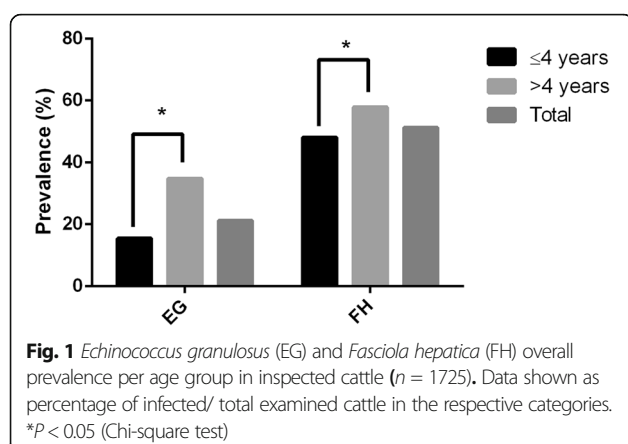 80
60
40
20
0
Prevalence (%)
*
*
≤4 years
>4 years
Total
EG
FH
Fig. 1 Echinococcus granulosus (EG) and Fasciola hepatica (FH) overall
prevalence per age group in inspected cattle (n = 1725). Data shown as
percentage of infected/ total examined cattle in the respective categories.
*P < 0.05 (Chi-square test)